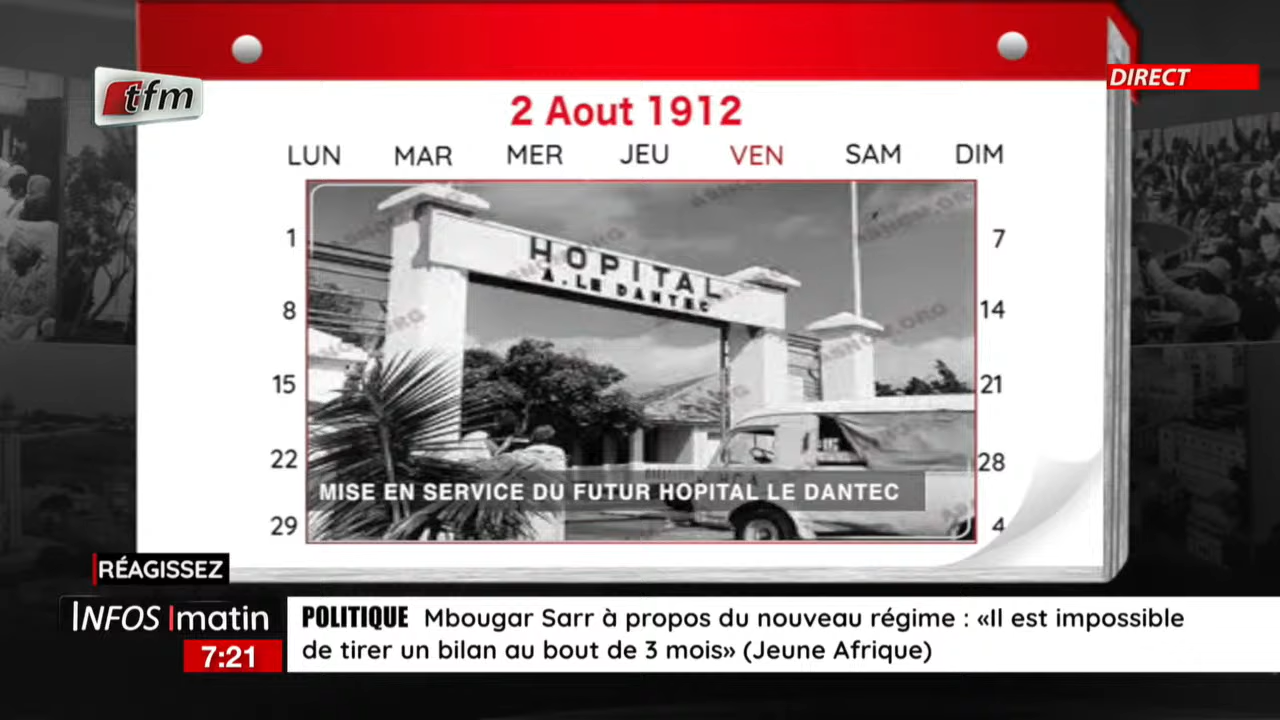 tfm
DIRECT
2 Aout 1912
LUN MAR MER JEU VEN SAM DIM
1 7
8 14
15 21
22 28
29 4
HOPITAL
A. LE DANTEC
MISE EN SERVICE DU FUTUR HOPITAL LE DANTEC
RÉAGISSEZ
INFOS matin
7:21
POLITIQUE Mbougar Sarr à propos du nouveau régime : «Il est impossible
de tirer un bilan au bout de 3 mois» (Jeune Afrique)